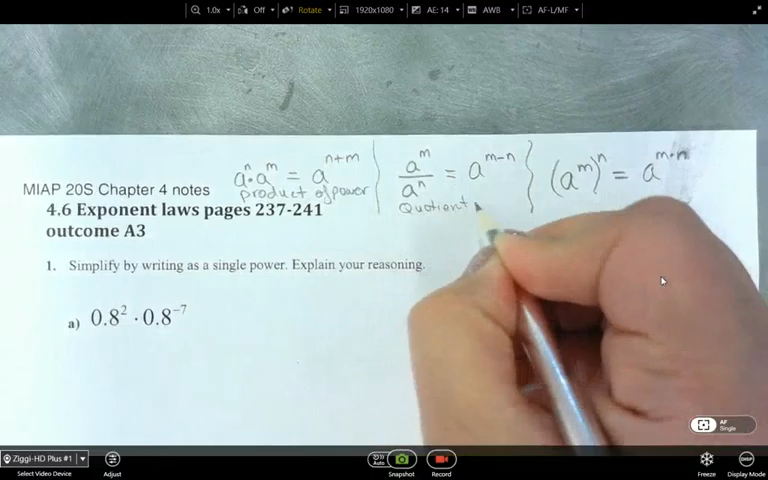 1.0x Off Rotate 1920x1080 AE: 14 AWB AF-L/MF
aⁿ·aᵐ = aⁿ⁺ᵐ
product of power
aᵐ/aⁿ = aᵐ⁻ⁿ
Quotient
(aᵐ)ⁿ = aᵐ·ⁿ
MIAP 20S Chapter 4 notes
4.6 Exponent laws pages 237-241
outcome A3
1. Simplify by writing as a single power. Explain your reasoning.
a) 0.8² · 0.8⁻⁷
AF
Single
Ziggi-HD Plus #1
Select Video Device
Adjust
Auto
Snapshot
Record
Freeze
DISP
Display Mode